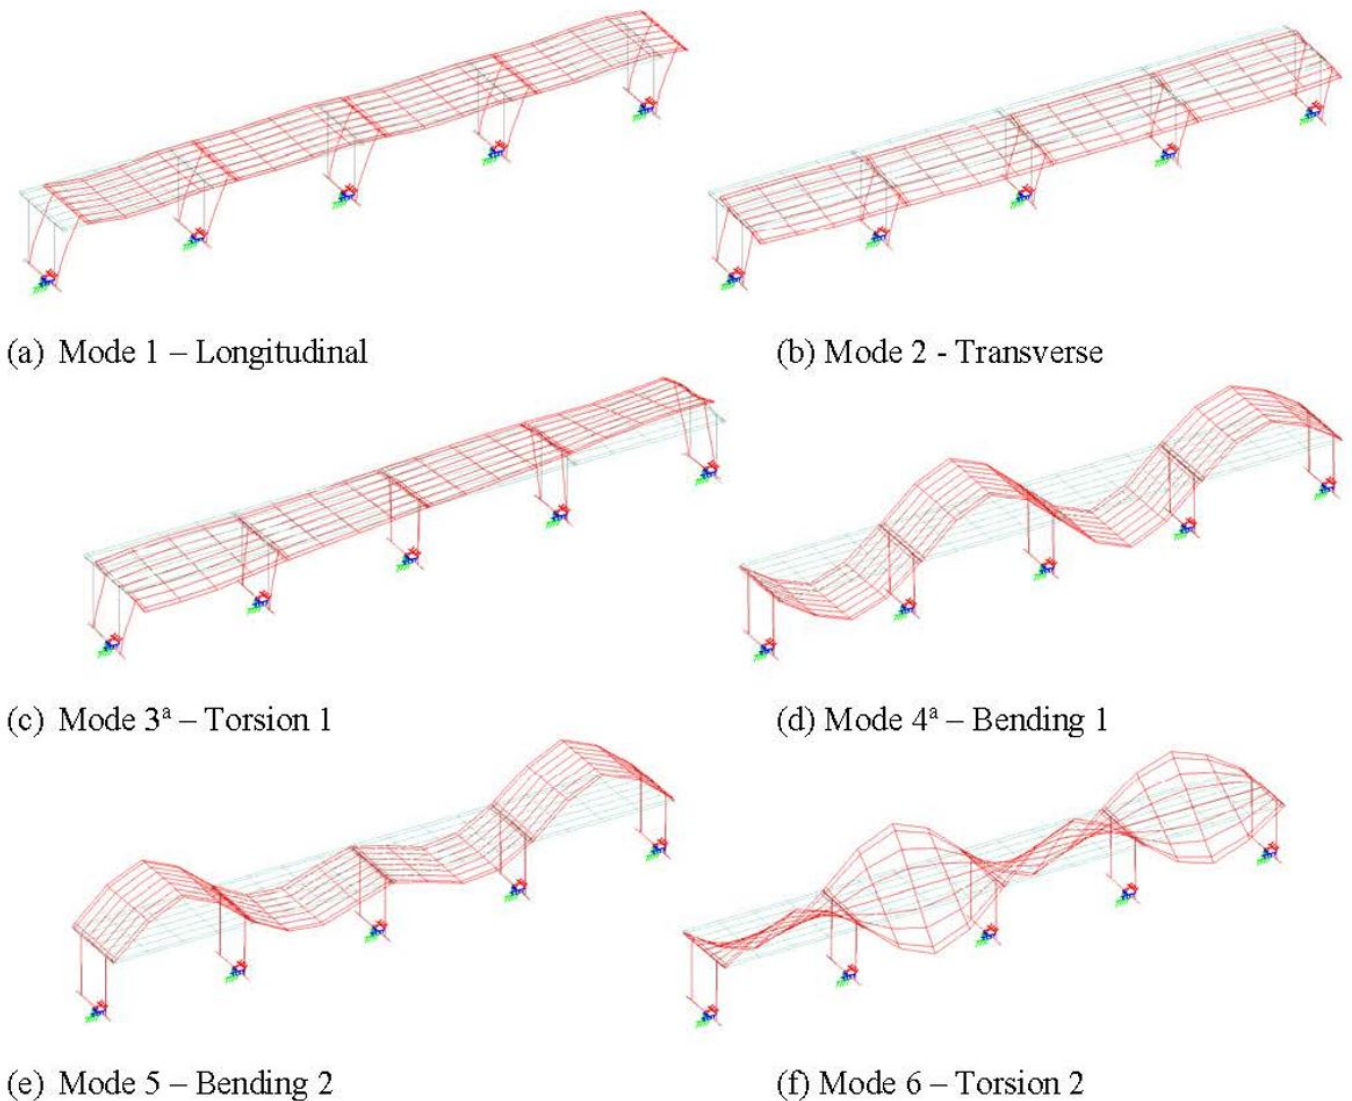 (a) Mode 1 – Longitudinal
(b) Mode 2 - Transverse
(c) Mode 3ª – Torsion 1
(d) Mode 4ª – Bending 1
(e) Mode 5 – Bending 2
(f) Mode 6 – Torsion 2